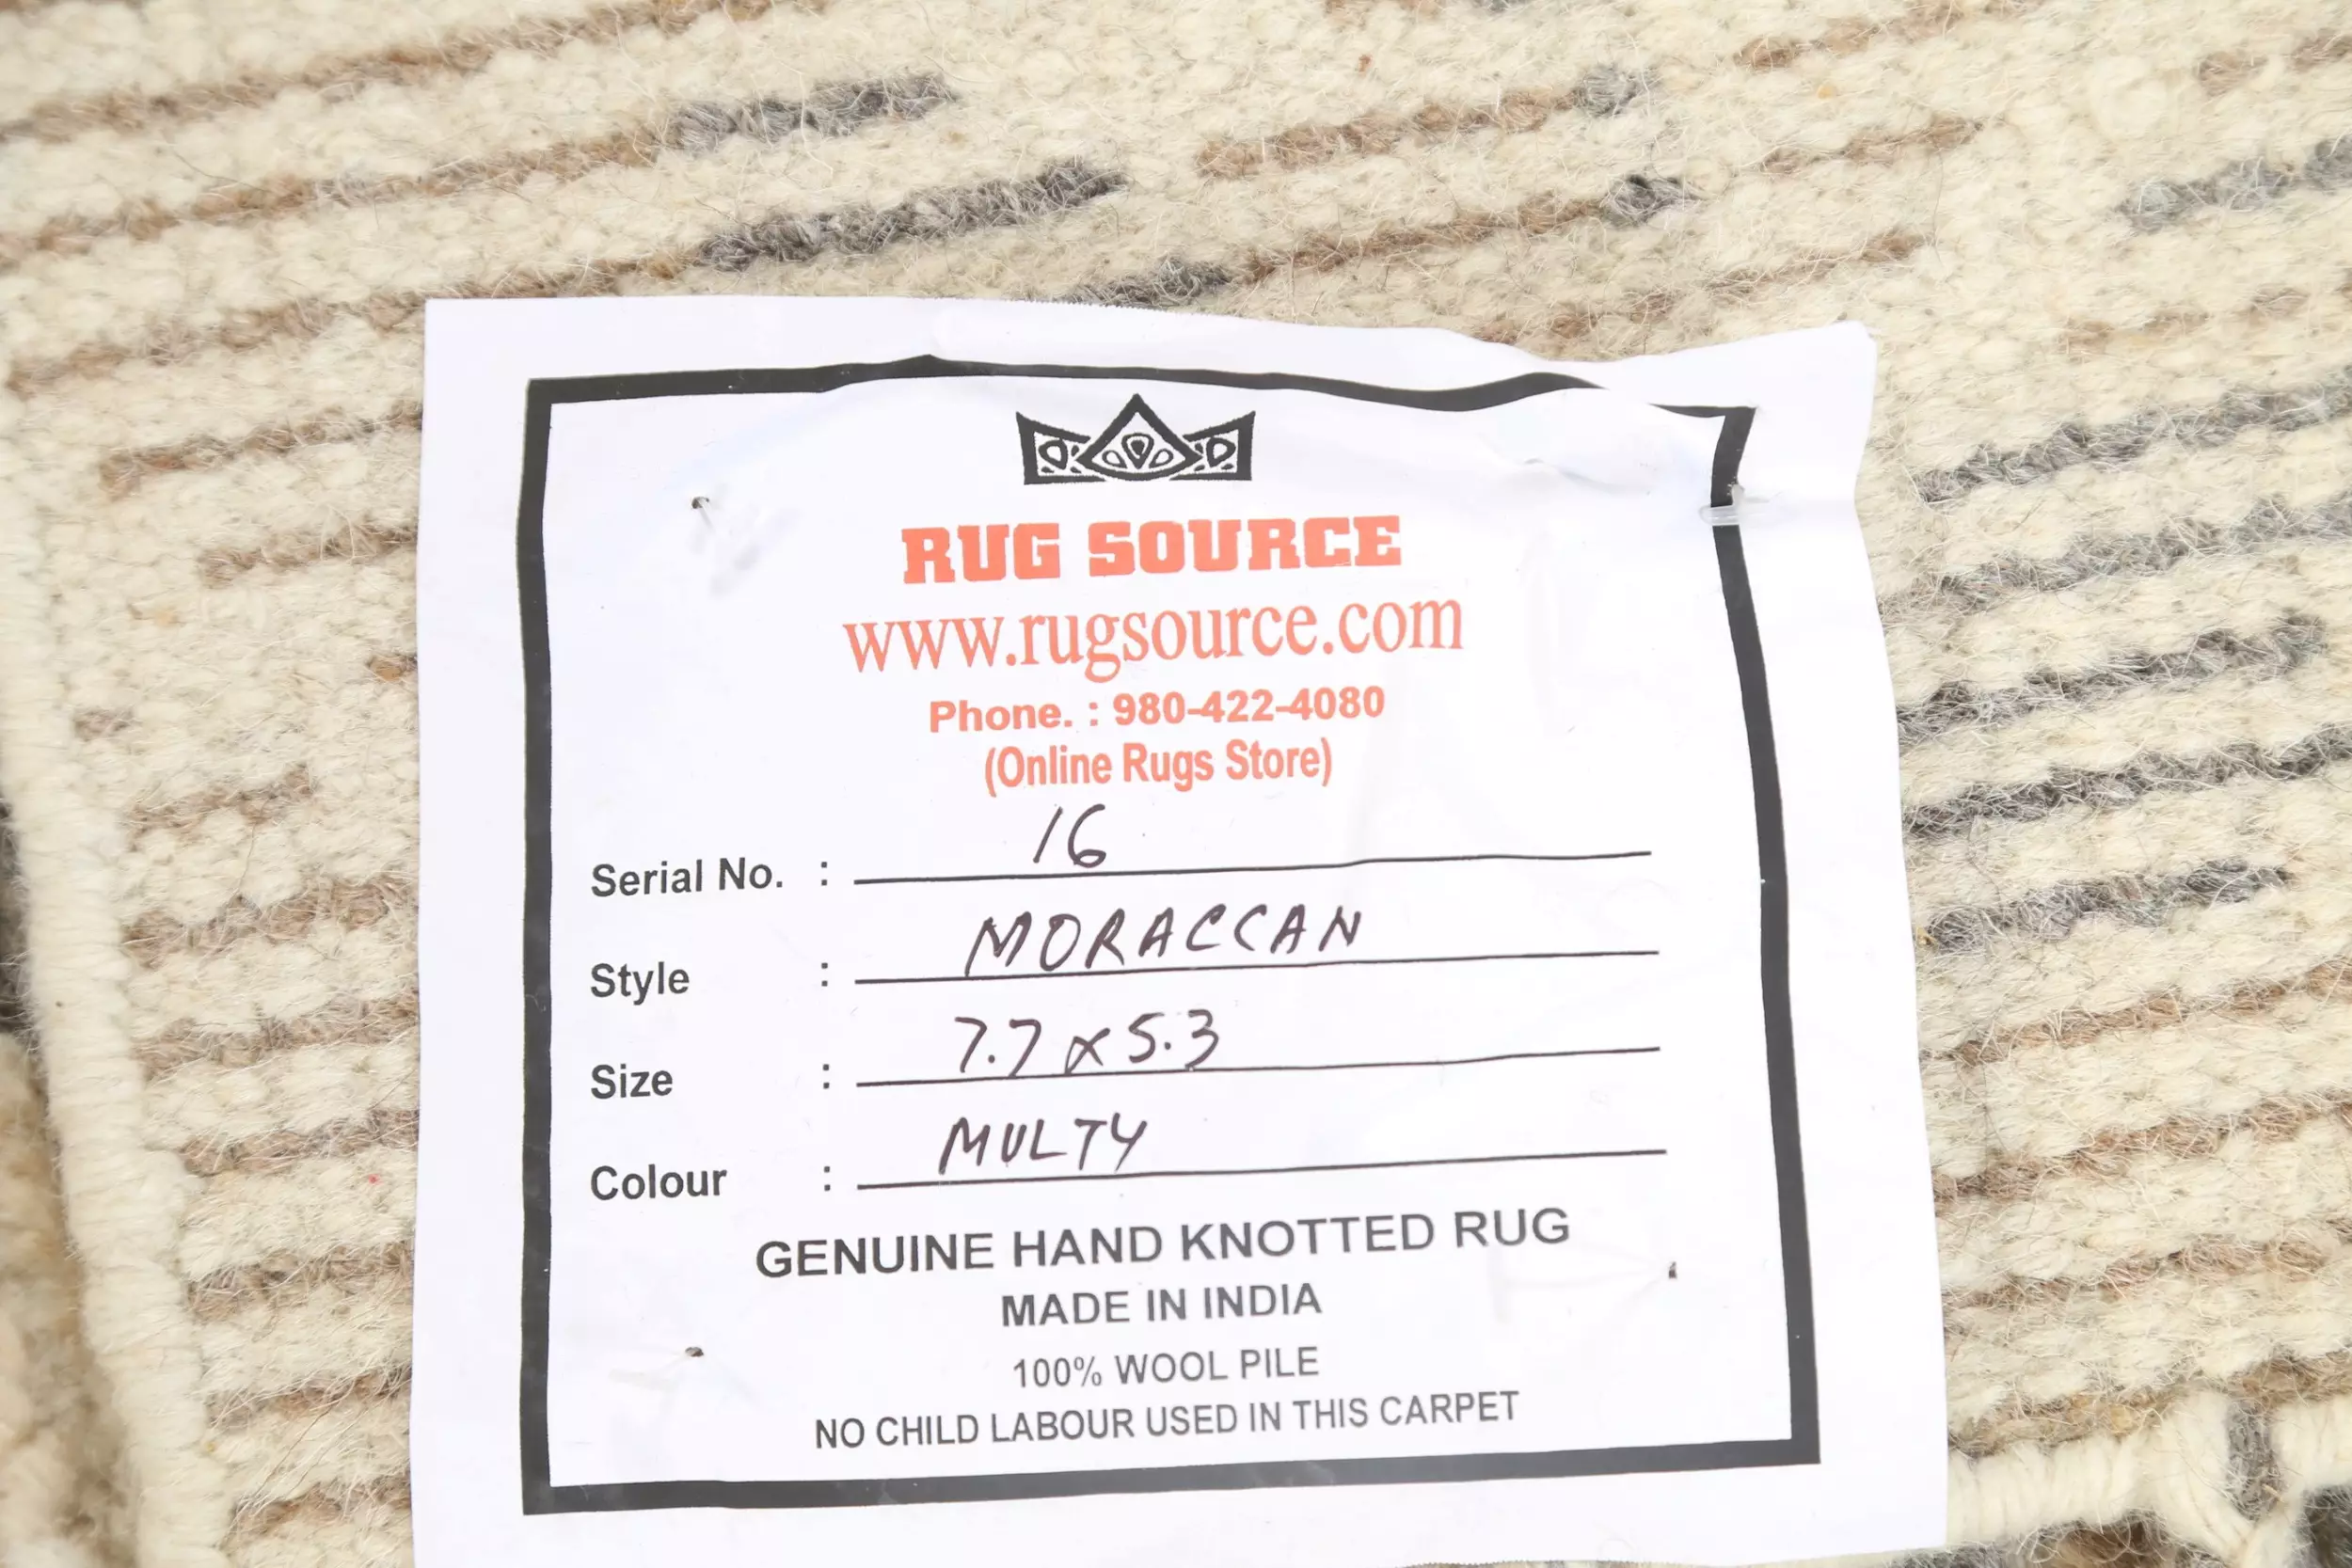 RUG SOURCE
www.rugsource.com
Phone. : 980-422-4080
(Online Rugs Store)
Serial No. : 16
Style : MORACCAN
Size : 7.7 x 5.3
Colour : MULTY
GENUINE HAND KNOTTED RUG
MADE IN INDIA
100% WOOL PILE
NO CHILD LABOUR USED IN THIS CARPET